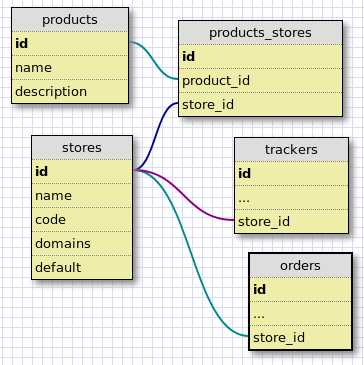 products
id
name
description
products_stores
id
product_id
store_id
stores
id
name
code
domains
default
trackers
id
...
store_id
orders
id
...
store_id